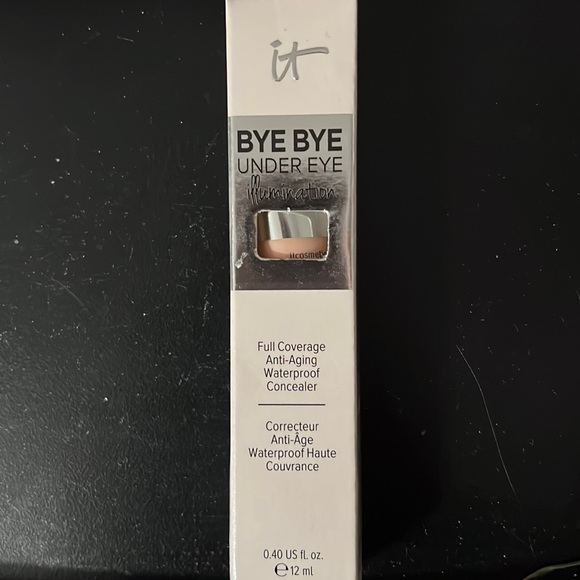 it
BYE BYE
UNDER EYE
illumination
itcosme
Full Coverage
Anti-Aging
Waterproof
Concealer
Correcteur
Anti-Âge
Waterproof Haute
Couvrance
0.40 US fl. oz.
℮12 ml